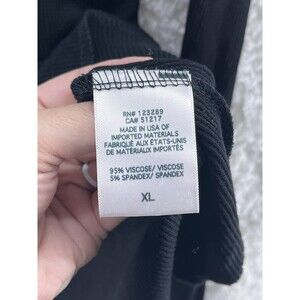 RN# 123289
CA# 51217
MADE IN USA OF
IMPORTED MATERIALS
FABRIQUÉ AUX ÉTATS-UNIS
DE MATÉRIAUX IMPORTÉS
95% VISCOSE/ VISCOSE
5% SPANDEX/ SPANDEX
XL